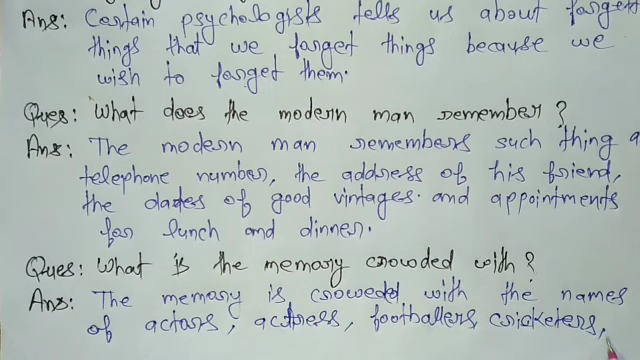 Ans: Certain psychologists tells us about forget
things that we forget things because we
wish to forget them.
Ques: What does the modern man remember?
Ans: The modern man remembers such thing a
telephone number, the address of his friend,
the dates of good vintages. and appointments
for lunch and dinner.
Ques: What is the memory crowded with?
Ans: The memory is croweded with the names
of actors, actress, footballers, cricketers,